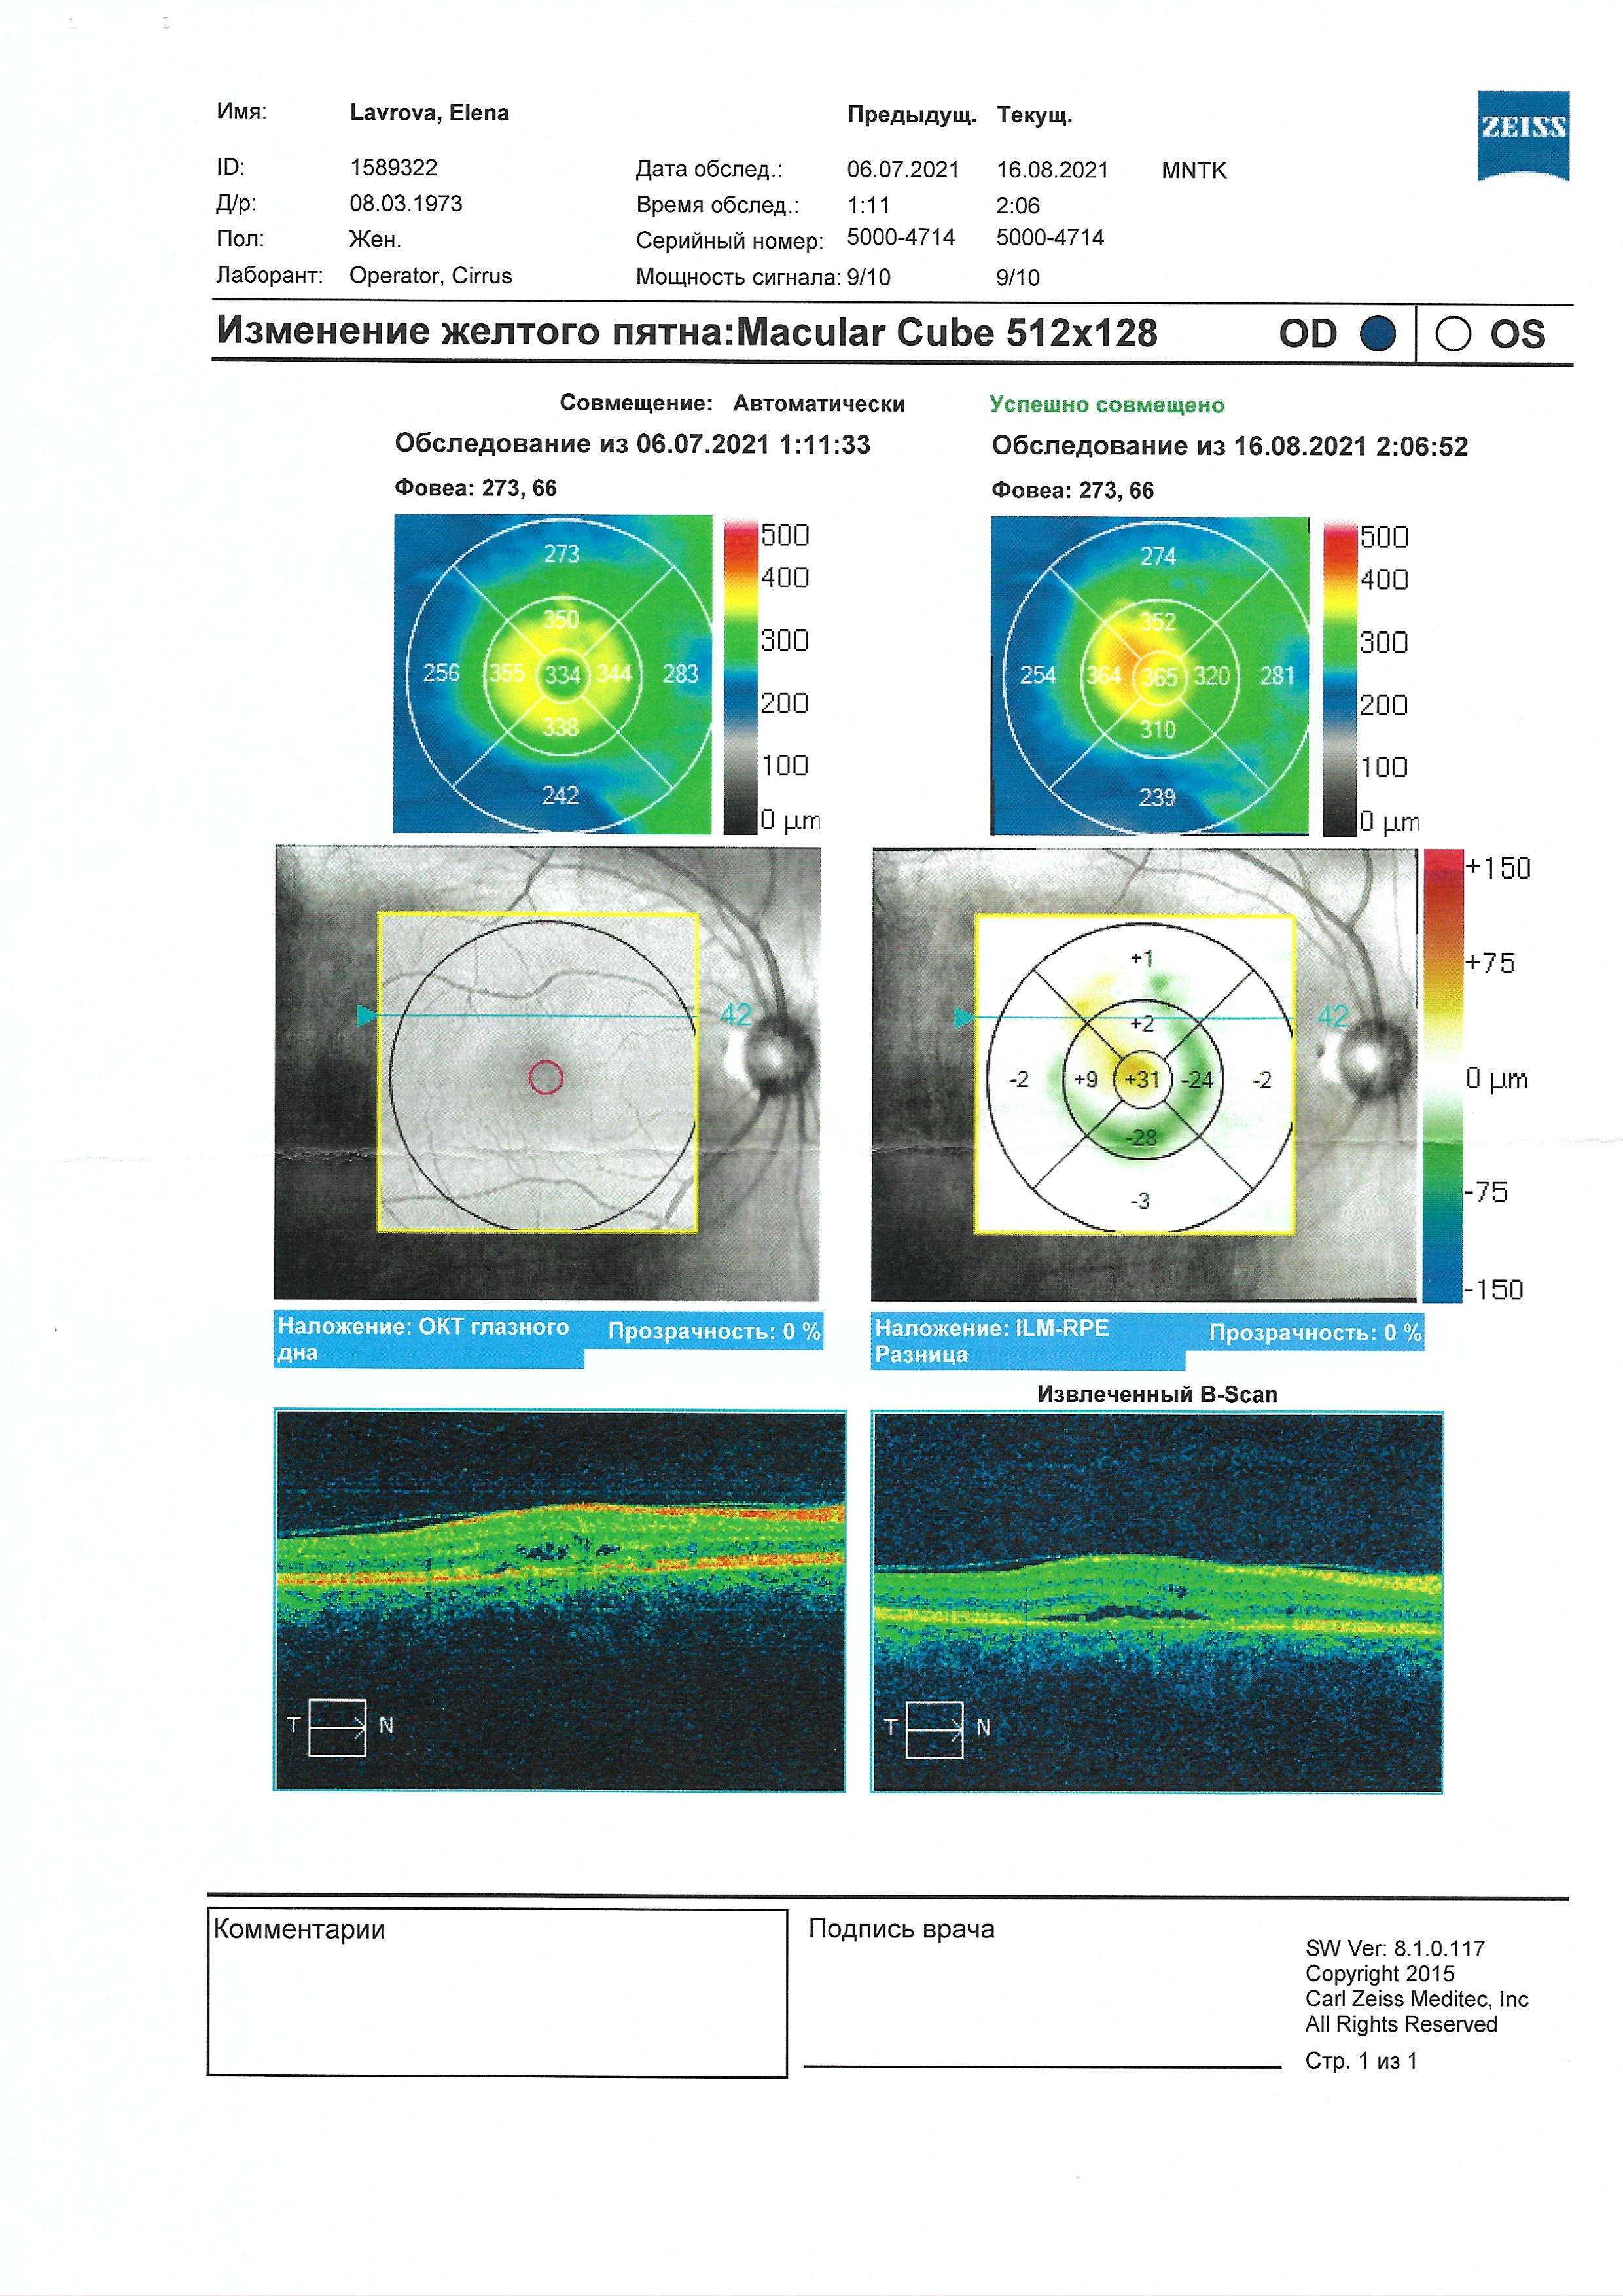 Имя: Lavrova, Elena Предыдущ. Текущ.
ZEISS
ID: 1589322 Дата обслед.: 06.07.2021 16.08.2021 MNTK
Д/р: 08.03.1973 Время обслед.: 1:11 2:06
Пол: Жен. Серийный номер: 5000-4714 5000-4714
Лаборант: Operator, Cirrus Мощность сигнала: 9/10 9/10
Изменение желтого пятна:Macular Cube 512x128 OD OS
Совмещение: Автоматически Успешно совмещено
Обследование из 06.07.2021 1:11:33 Обследование из 16.08.2021 2:06:52
Фовеа: 273, 66 Фовеа: 273, 66
273
350
256 355 334 344 283
338
242
500
400
300
200
100
0 µm
274
352
254 364 365 320 281
310
239
500
400
300
200
100
0 µm
42
+1
+2
-2 +9 +31 -24 -2
-28
-3
42
+150
+75
0 µm
-75
-150
Наложение: ОКТ глазного дна Прозрачность: 0 %
Наложение: ILM-RPE Разница Прозрачность: 0 %
Извлеченный B-Scan
T N
T N
Комментарии
Подпись врача
SW Ver: 8.1.0.117
Copyright 2015
Carl Zeiss Meditec, Inc
All Rights Reserved
Стр. 1 из 1